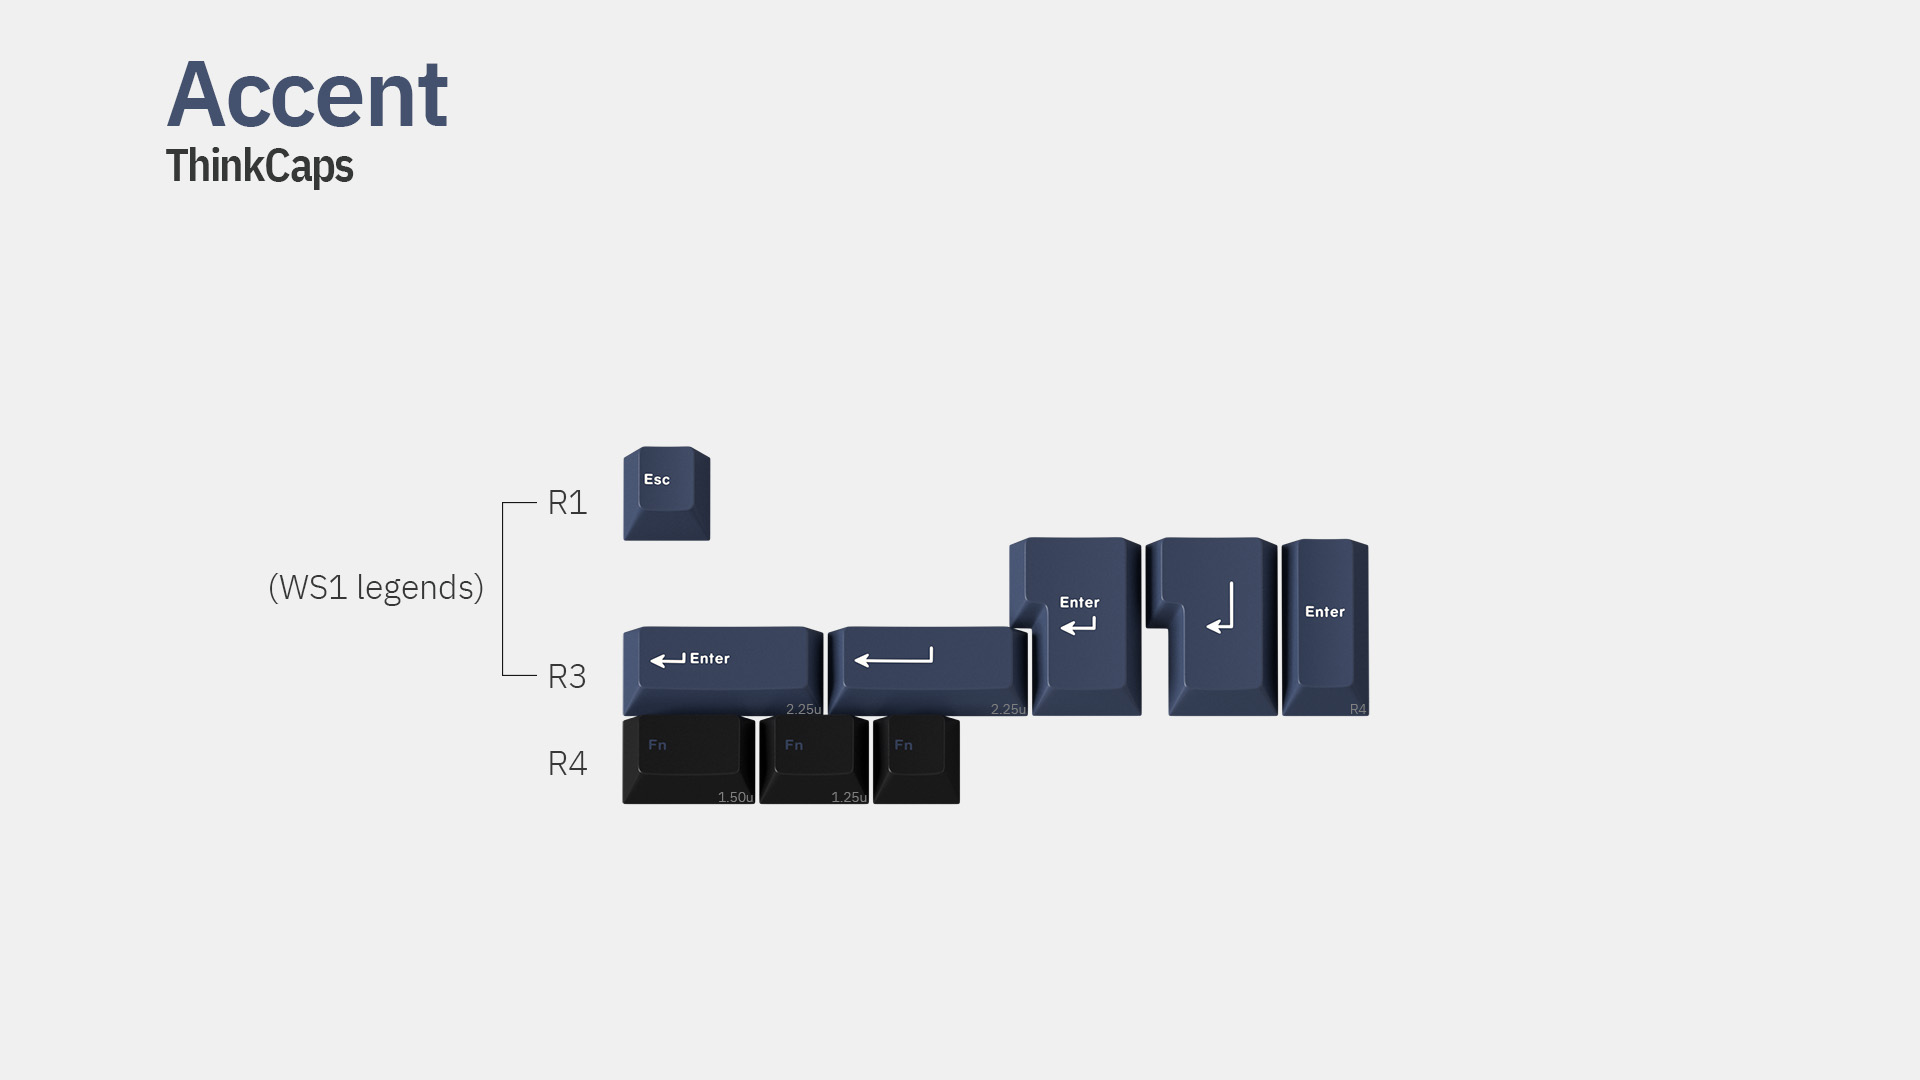 Accent
ThinkCaps
Esc
R1
(WS1 legends)
Enter
Enter
Enter
R3
2.25u
2.25u
R4
Fn
Fn
Fn
R4
1.50u
1.25u